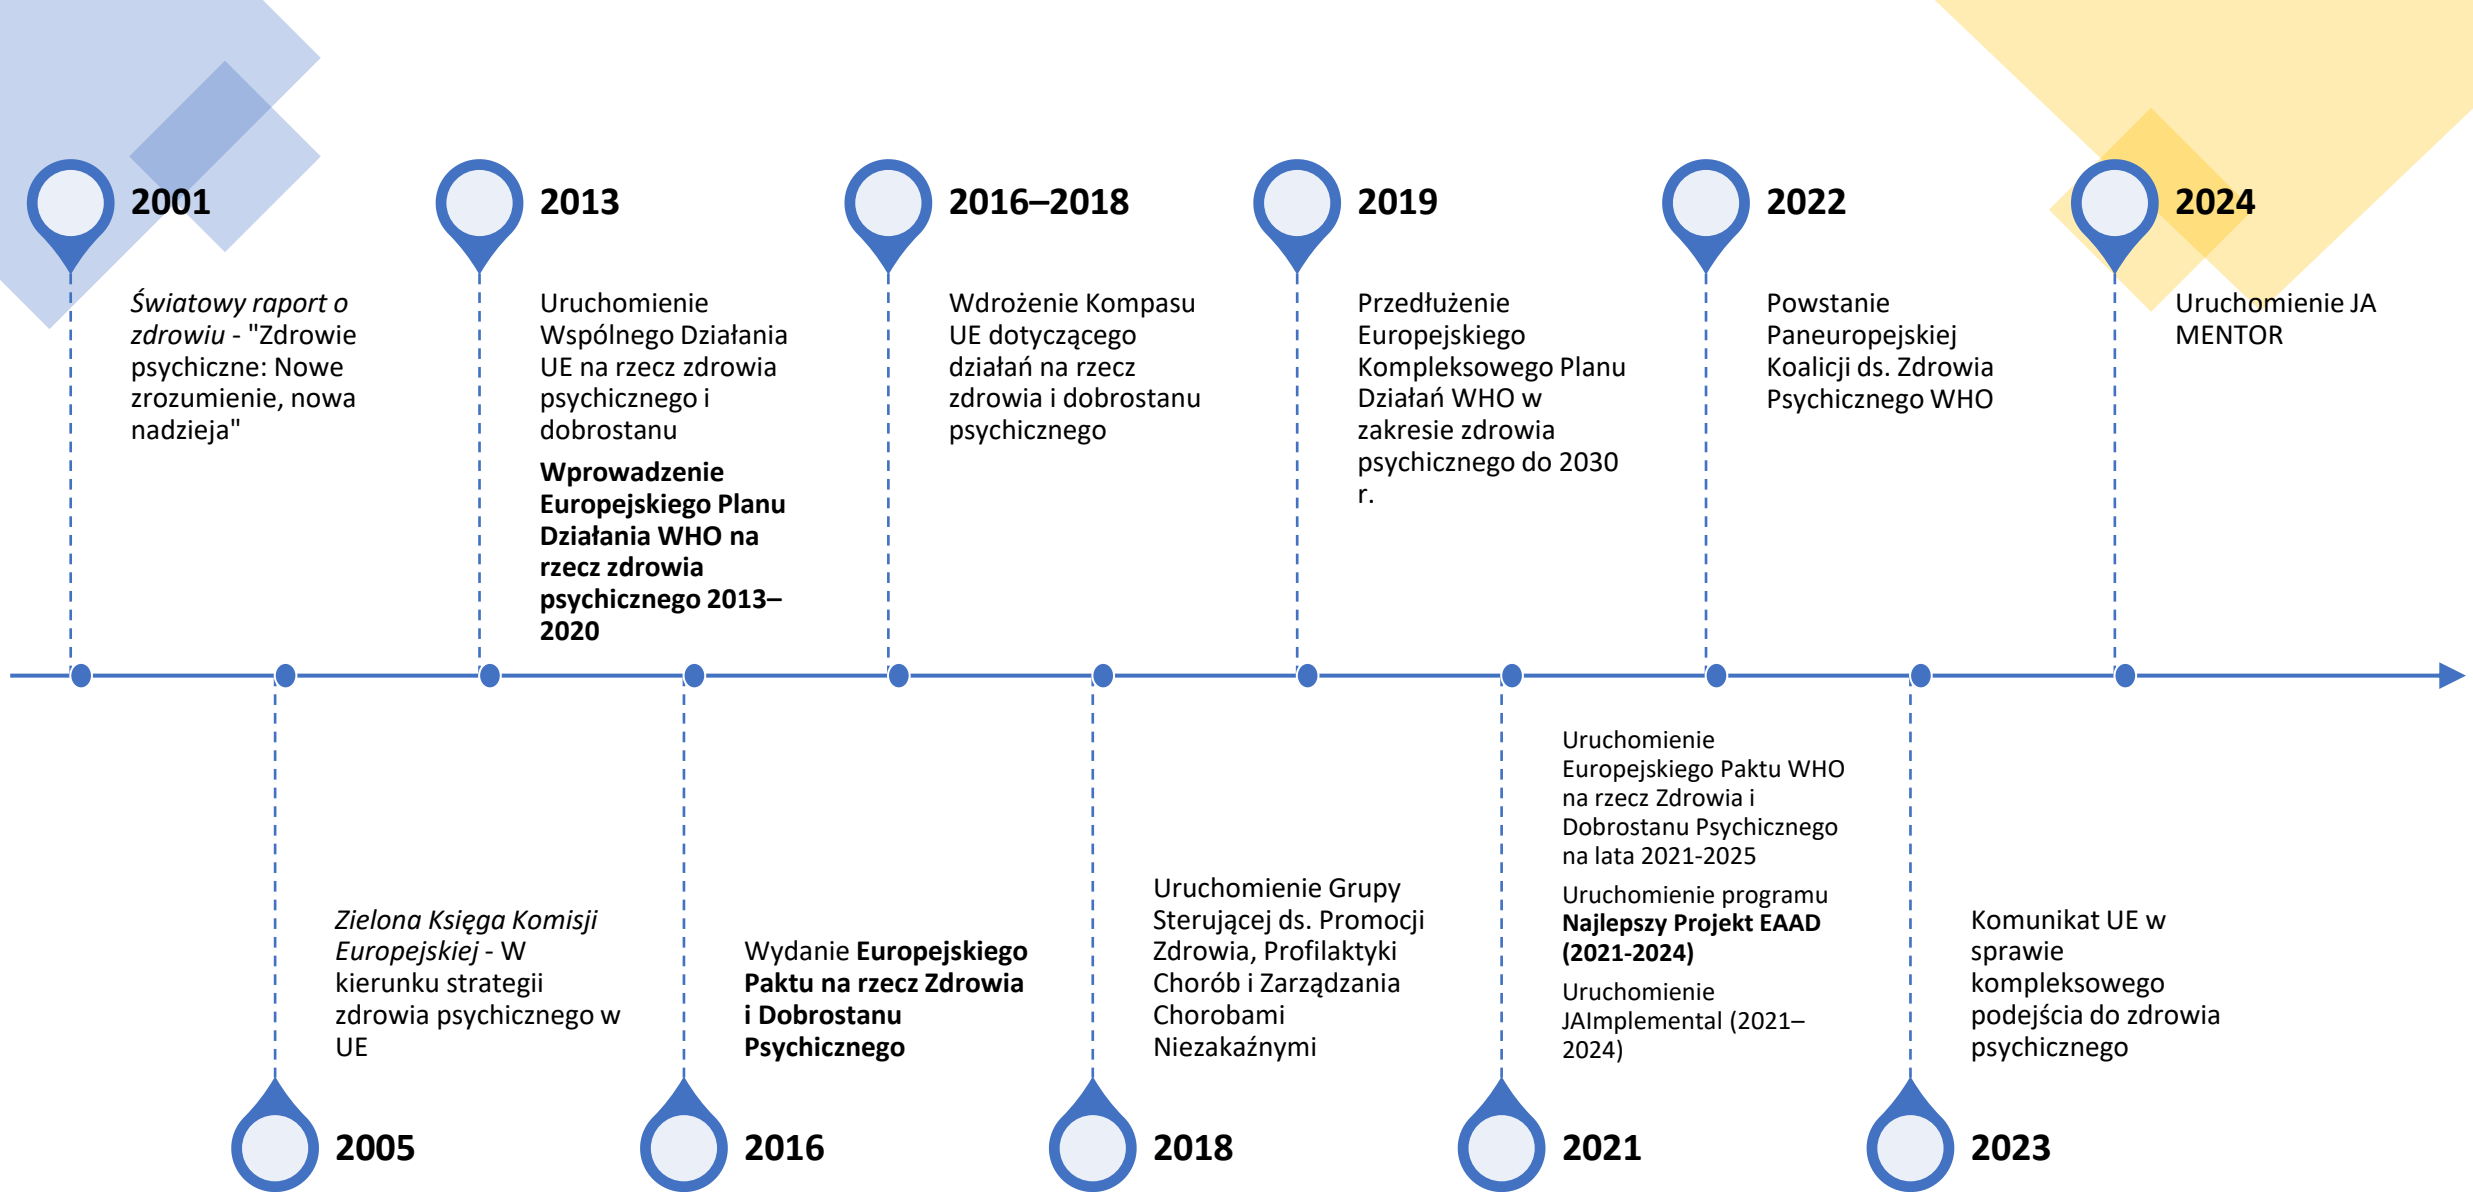 2001
Światowy raport o
zdrowiu - "Zdrowie
psychiczne: Nowe
zrozumienie, nowa
nadzieja"
2013
Uruchomienie
Wspólnego Działania
UE na rzecz zdrowia
psychicznego i
dobrostanu
Wprowadzenie
Europejskiego Planu
Działania WHO na
rzecz zdrowia
psychicznego 2013–
2020
2016–2018
Wdrożenie Kompasu
UE dotyczącego
działań na rzecz
zdrowia i dobrostanu
psychicznego
2019
Przedłużenie
Europejskiego
Kompleksowego Planu
Działań WHO w
zakresie zdrowia
psychicznego do 2030
r.
2022
Powstanie
Paneuropejskiej
Koalicji ds. Zdrowia
Psychicznego WHO
2024
Uruchomienie JA
MENTOR
Zielona Księga Komisji
Europejskiej - W
kierunku strategii
zdrowia psychicznego w
UE
2005
Wydanie Europejskiego
Paktu na rzecz Zdrowia
i Dobrostanu
Psychicznego
2016
Uruchomienie Grupy
Sterującej ds. Promocji
Zdrowia, Profilaktyki
Chorób i Zarządzania
Chorobami
Niezakaźnymi
2018
Uruchomienie
Europejskiego Paktu WHO
na rzecz Zdrowia i
Dobrostanu Psychicznego
na lata 2021-2025
Uruchomienie programu
Najlepszy Projekt EAAD
(2021-2024)
Uruchomienie
JAImplemental (2021–
2024)
2021
Komunikat UE w
sprawie
kompleksowego
podejścia do zdrowia
psychicznego
2023